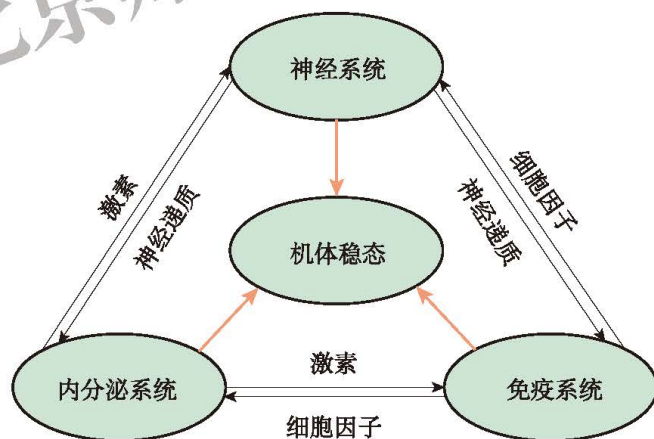 神经系统
激素
神经递质
细胞因子
神经递质
机体稳态
内分泌系统
激素
细胞因子
免疫系统